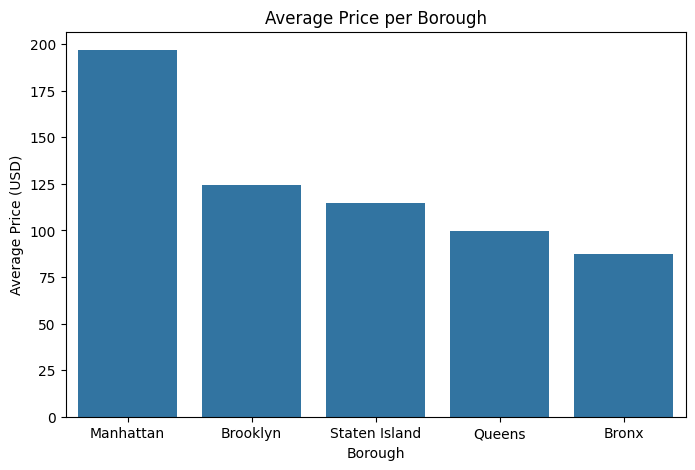 Average Price per Borough
Average Price (USD)
200
175
150
125
100
75
50
25
0
Manhattan Brooklyn Staten Island Queens Bronx
Borough